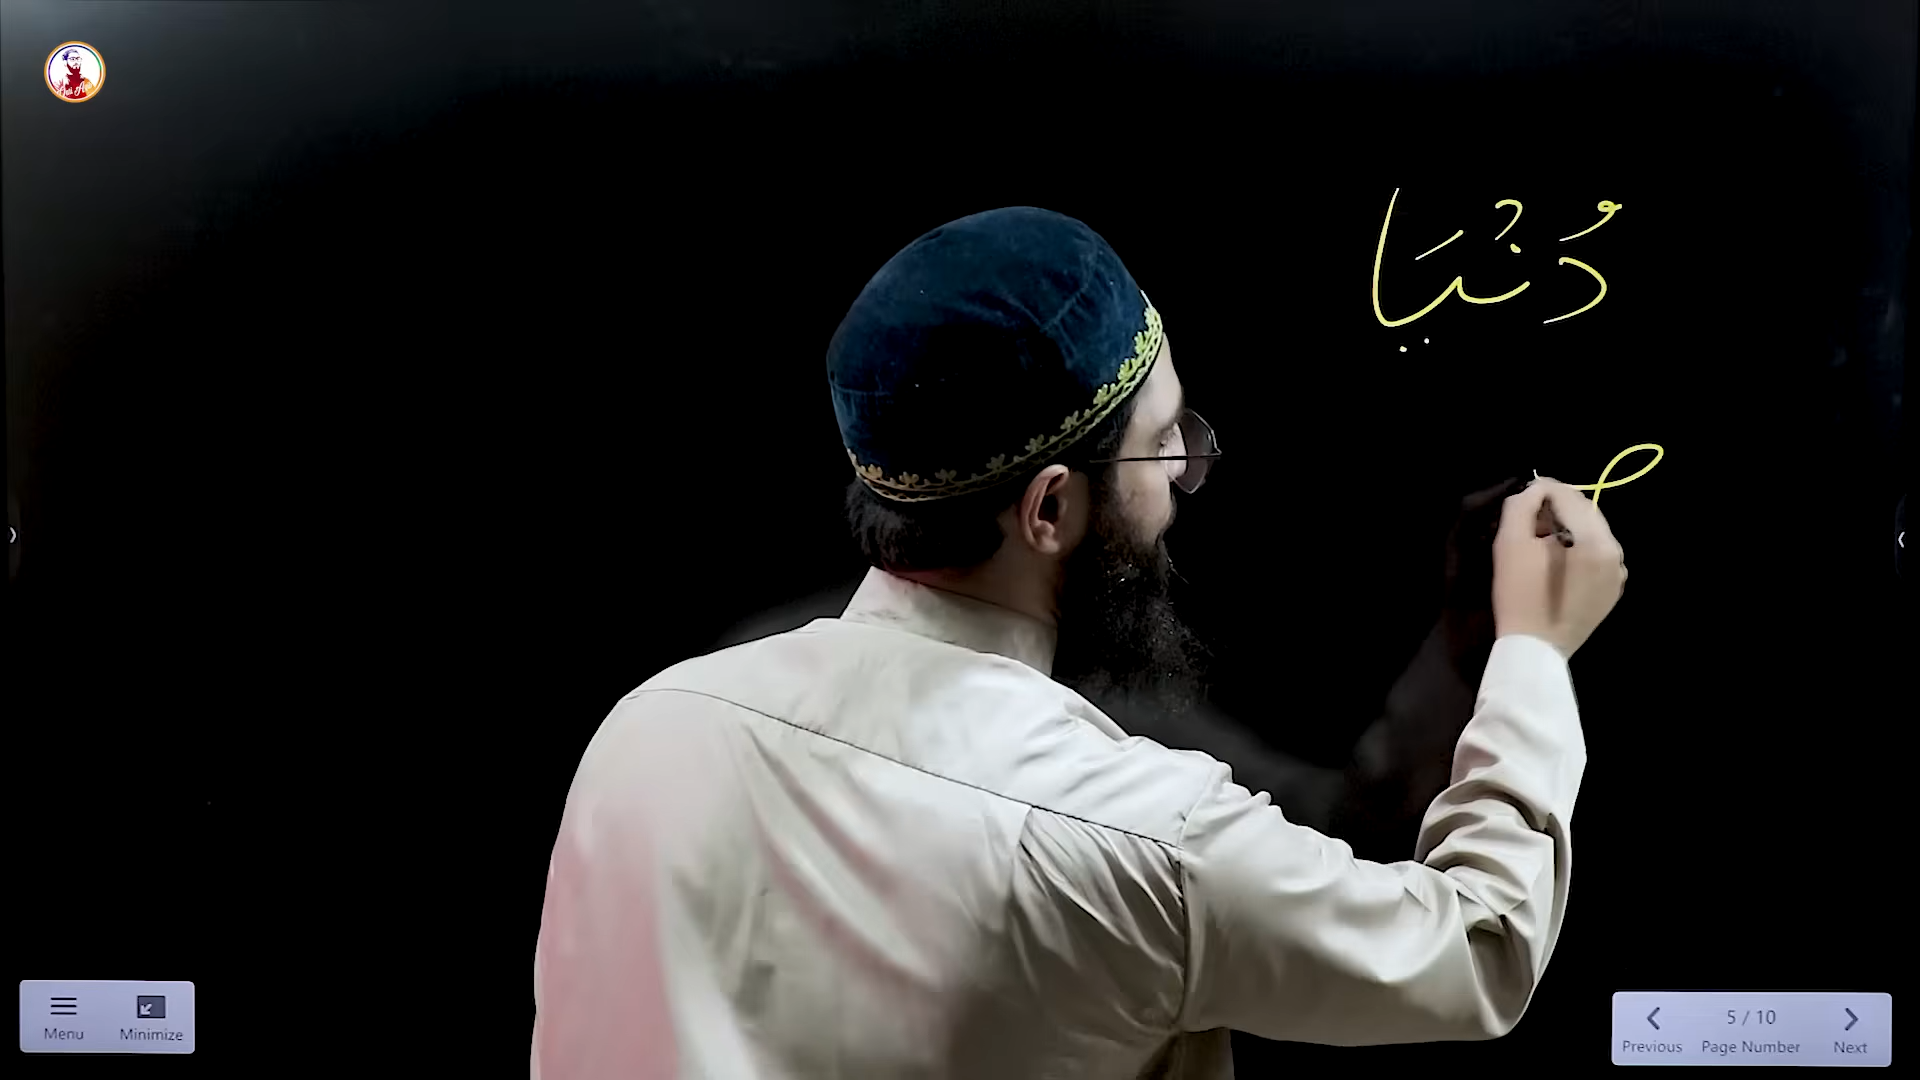 دُنْيَا
Menu
Minimize
5 / 10
Previous Page Number Next